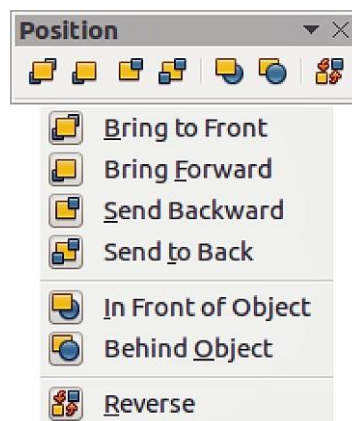 Position
Bring to Front
Bring Forward
Send Backward
Send to Back
In Front of Object
Behind Object
Reverse